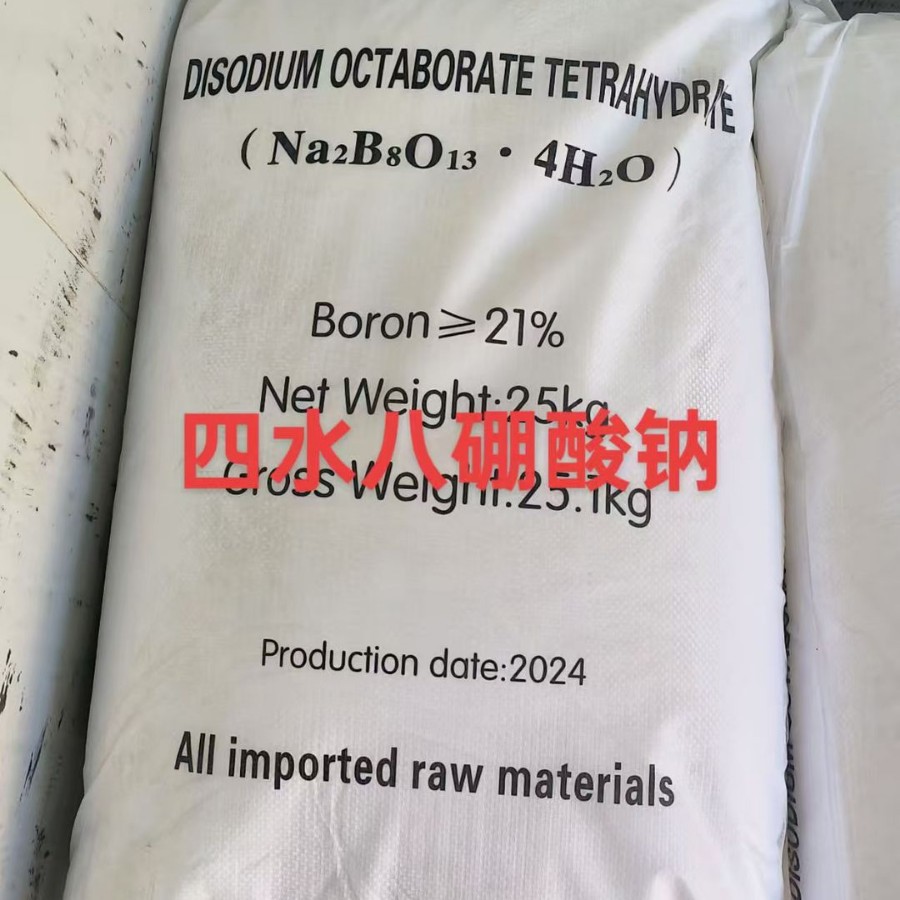 DISODIUM OCTABORATE TETRAHYDRATE
( Na₂B₈O₁₃ · 4H₂O )
Boron≥21%
Net Weight:25kg
四水八硼酸钠
Gross Weight:25.1kg
Production date:2024
All imported raw materials